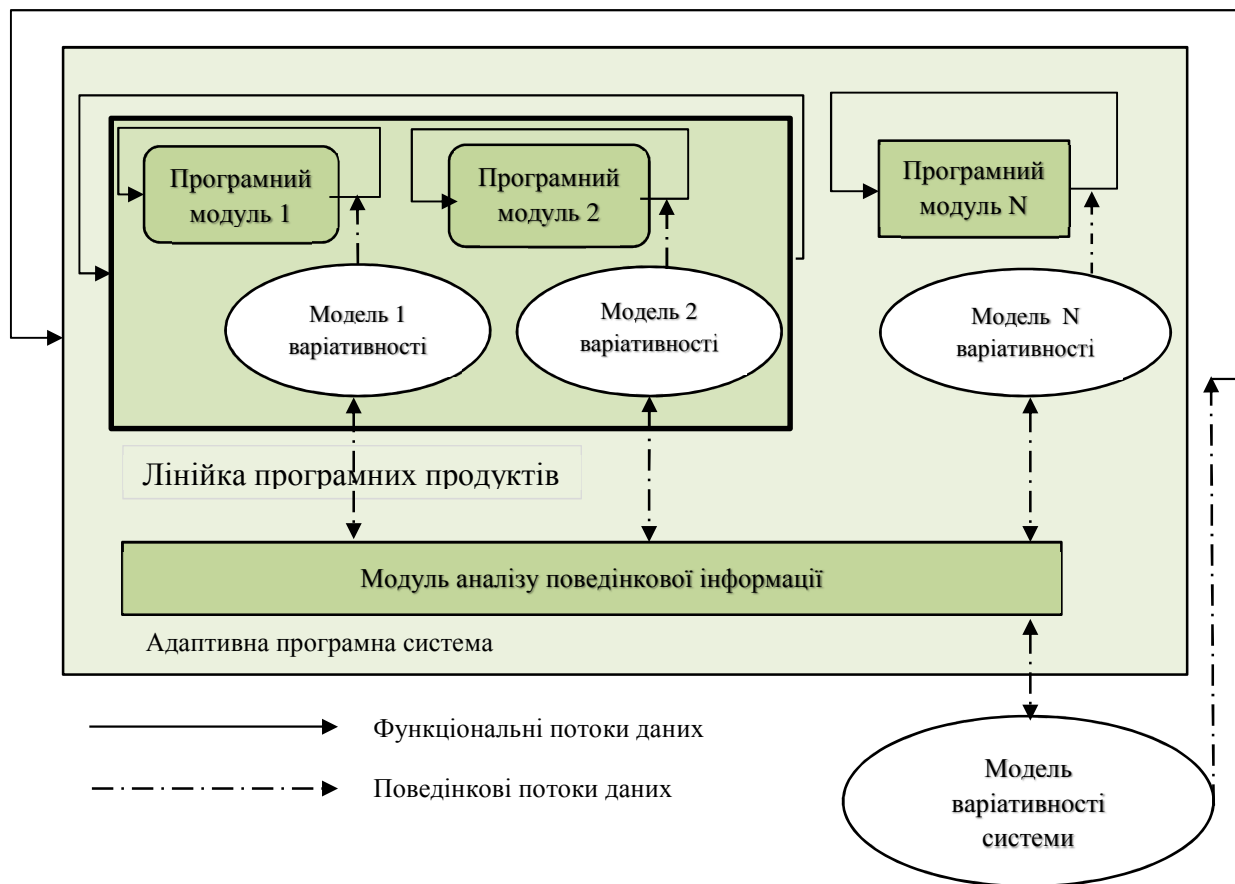 Програмний
модуль 1
Програмний
модуль 2
Програмний
модуль N
Модель 1
варіативності
Модель 2
варіативності
Модель N
варіативності
Лінійка програмних продуктів
Модуль аналізу поведінкової інформації
Адаптивна програмна система
Функціональні потоки даних
Поведінкові потоки даних
Модель
варіативності
системи